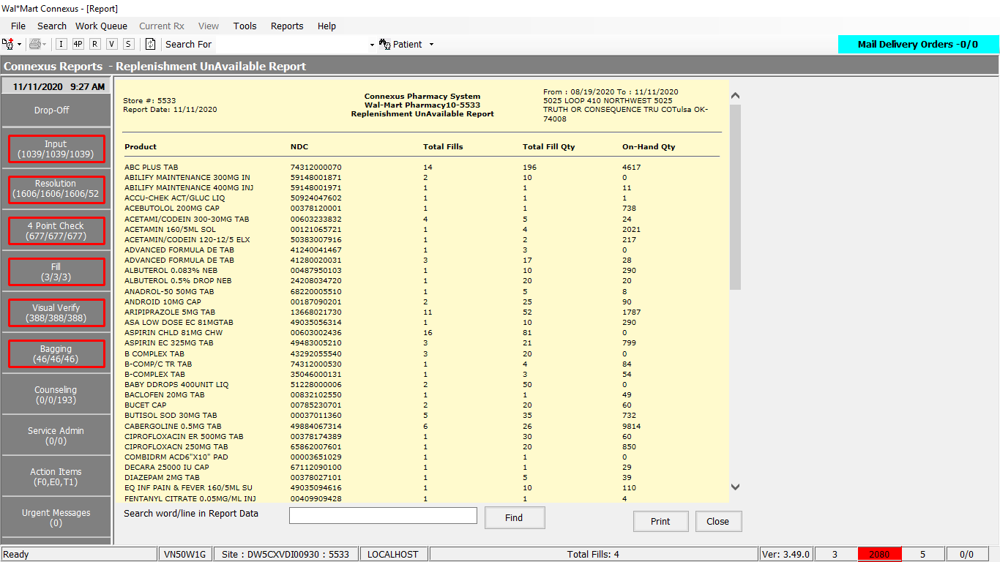 Wal*Mart Connexus - [Report]
File Search Work Queue Current Rx View Tools Reports Help
I 4P R V S Search For Patient
Mail Delivery Orders -0/0
Connexus Reports - Replenishment UnAvailable Report
11/11/2020 9:27 AM
Drop-Off
Input
(1039/1039/1039)
Resolution
(1606/1606/1606/52
4 Point Check
(677/677/677)
Fill
(3/3/3)
Visual Verify
(388/388/388)
Bagging
(46/46/46)
Counseling
(0/0/193)
Service Admin
(0/0)
Action Items
(F0,E0,T1)
Urgent Messages
(0)
Store #: 5533
Report Date: 11/11/2020
Connexus Pharmacy System
Wal-Mart Pharmacy10-5533
Replenishment UnAvailable Report
From : 08/19/2020 To : 11/11/2020
5025 LOOP 410 NORTHWEST 5025
TRUTH OR CONSEQUENCE TRU COTulsa OK-
74008
Product NDC Total Fills Total Fill Qty On-Hand Qty
ABC PLUS TAB 74312000070 14 196 4617
ABILIFY MAINTENANCE 300MG IN 59148001871 2 10 0
ABILIFY MAINTENANCE 400MG INJ 59148001971 1 1 11
ACCU-CHEK ACT/GLUC LIQ 50924047602 1 1 1
ACEBUTOLOL 200MG CAP 00378120001 1 1 738
ACETAMI/CODEIN 300-30MG TAB 00603233832 4 5 24
ACETAMIN 160/5ML SOL 00121065721 1 4 2021
ACETAMIN/CODEIN 120-12/5 ELX 50383007916 1 2 217
ADVANCED FORMULA DE TAB 41240041467 1 3 0
ADVANCED FORMULA DE TAB 41280020031 3 17 28
ALBUTEROL 0.083% NEB 00487950103 1 10 290
ALBUTEROL 0.5% DROP NEB 24208034720 1 20 20
ANADROL-50 50MG TAB 68220005510 1 5 8
ANDROID 10MG CAP 00187090201 2 25 90
ARIPIPRAZOLE 5MG TAB 13668021730 11 52 1787
ASA LOW DOSE EC 81MGTAB 49035056314 1 10 290
ASPIRIN CHLD 81MG CHW 00603002436 16 81 0
ASPIRIN EC 325MG TAB 49483005210 3 21 799
B COMPLEX TAB 43292055540 3 20 0
B-COMP/C TR TAB 74312000530 1 4 84
B-COMPLEX TAB 35046000131 1 3 54
BABY DDROPS 400UNIT LIQ 51228000006 2 50 0
BACLOFEN 20MG TAB 00832102550 1 1 49
BUCET CAP 00785230701 2 20 60
BUTISOL SOD 30MG TAB 00037011360 5 35 732
CABERGOLINE 0.5MG TAB 49884067314 6 26 9814
CIPROFLOXACIN ER 500MG TAB 00378174389 1 30 60
CIPROFLOXACN 250MG TAB 65862007601 1 20 850
COMBIDRM ACD6"X10" PAD 00003651029 1 1 0
DECARA 25000 IU CAP 67112090100 1 1 29
DIAZEPAM 2MG TAB 00378027101 1 5 39
EQ INF PAIN & FEVER 160/5ML SU 49035094616 1 10 110
FENTANYL CITRATE 0.05MG/ML INJ 00409909428 1 1 4
Search word/line in Report Data Find Print Close
Ready VN50W1G Site : DW5CXVDI00930 : 5533 LOCALHOST Total Fills: 4 Ver: 3.49.0 3 2080 5 0/0